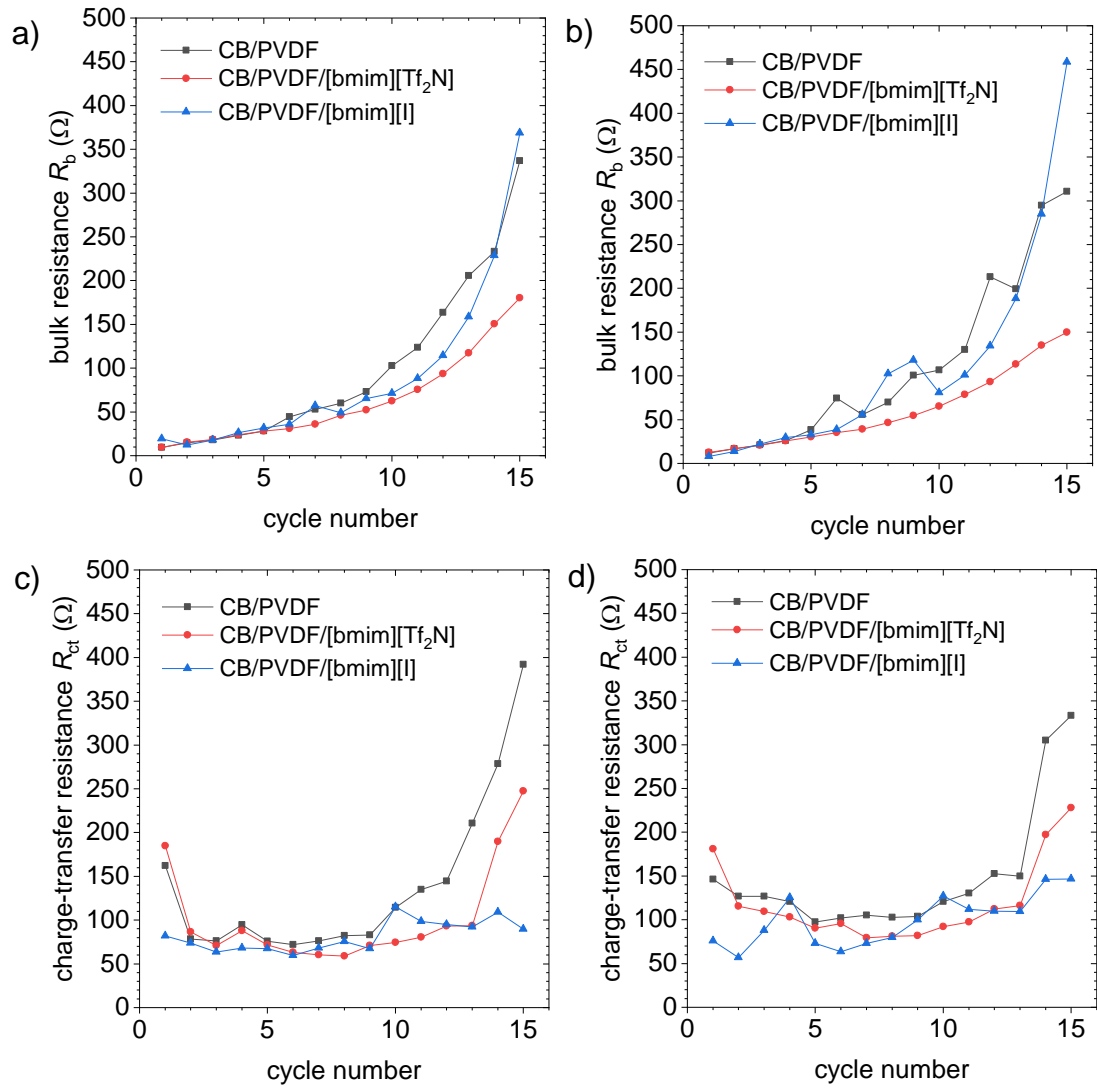 a)
500
450
400
350
300
250
200
150
100
50
0
bulk resistance R_b (Ω)
CB/PVDF
CB/PVDF/[bmim][Tf₂N]
CB/PVDF/[bmim][I]
0 5 10 15
cycle number
b)
500
450
400
350
300
250
200
150
100
50
0
bulk resistance R_b (Ω)
CB/PVDF
CB/PVDF/[bmim][Tf₂N]
CB/PVDF/[bmim][I]
0 5 10 15
cycle number
c)
500
450
400
350
300
250
200
150
100
50
0
charge-transfer resistance R_ct (Ω)
CB/PVDF
CB/PVDF/[bmim][Tf₂N]
CB/PVDF/[bmim][I]
0 5 10 15
cycle number
d)
500
450
400
350
300
250
200
150
100
50
0
charge-transfer resistance R_ct (Ω)
CB/PVDF
CB/PVDF/[bmim][Tf₂N]
CB/PVDF/[bmim][I]
0 5 10 15
cycle number